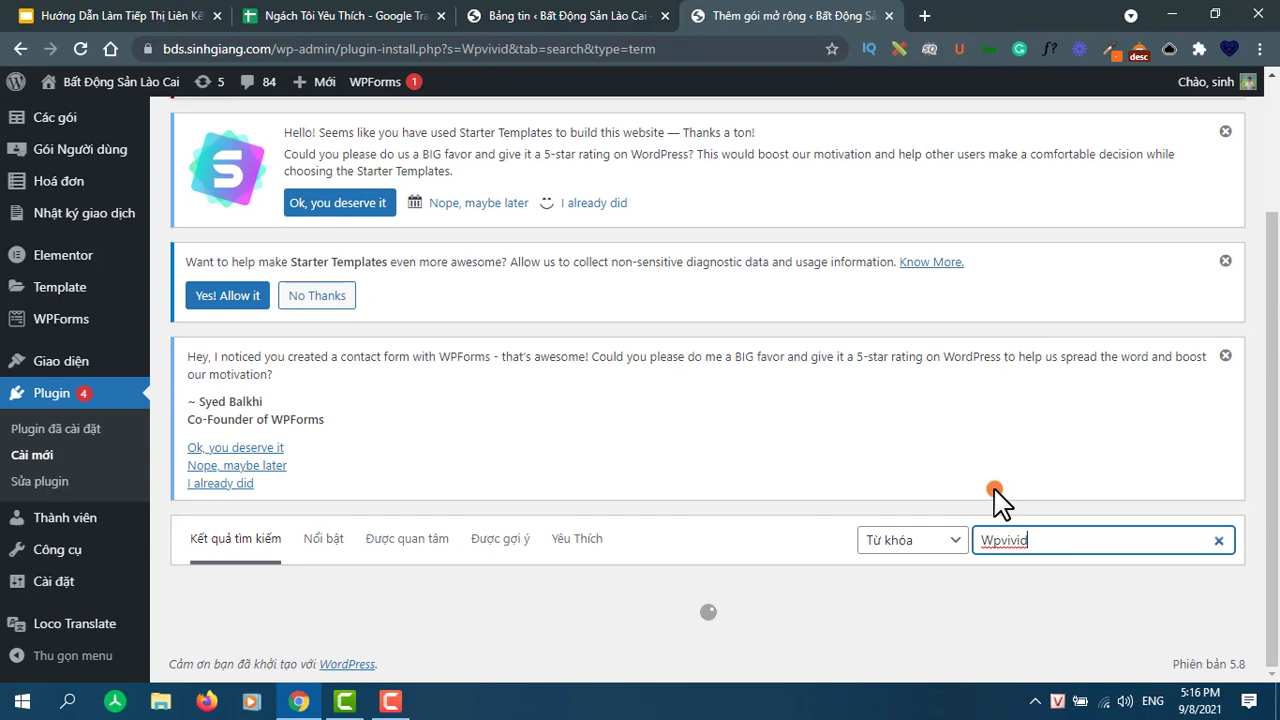 Hướng Dẫn Làm Tiếp Thị Liên Kế
Ngách Tôi Yêu Thích - Google Tra
Bảng tin ‹ Bất Động Sản Lào Cai –
Thêm gói mở rộng ‹ Bất Động Sả
bds.sinhgiang.com/wp-admin/plugin-install.php?s=Wpvivid&tab=search&type=term
desc
Bất Động Sản Lào Cai
5
84
Mới
WPForms 1
Chào, sinh
Các gói
Gói Người dùng
Hoá đơn
Nhật ký giao dịch
Elementor
Template
WPForms
Giao diện
Plugin 4
Plugin đã cài đặt
Cài mới
Sửa plugin
Thành viên
Công cụ
Cài đặt
Loco Translate
Thu gọn menu
Hello! Seems like you have used Starter Templates to build this website — Thanks a ton!
Could you please do us a BIG favor and give it a 5-star rating on WordPress? This would boost our motivation and help other users make a comfortable decision while
choosing the Starter Templates.
Ok, you deserve it
Nope, maybe later
I already did
Want to help make Starter Templates even more awesome? Allow us to collect non-sensitive diagnostic data and usage information. Know More.
Yes! Allow it
No Thanks
Hey, I noticed you created a contact form with WPForms - that's awesome! Could you please do me a BIG favor and give it a 5-star rating on WordPress to help us spread the word and boost
our motivation?
~ Syed Balkhi
Co-Founder of WPForms
Ok, you deserve it
Nope, maybe later
I already did
Kết quả tìm kiếm
Nổi bật
Được quan tâm
Được gợi ý
Yêu Thích
Từ khóa
Wpvivid
Cảm ơn bạn đã khởi tạo với WordPress.
Phiên bản 5.8
ENG
5:16 PM
9/8/2021